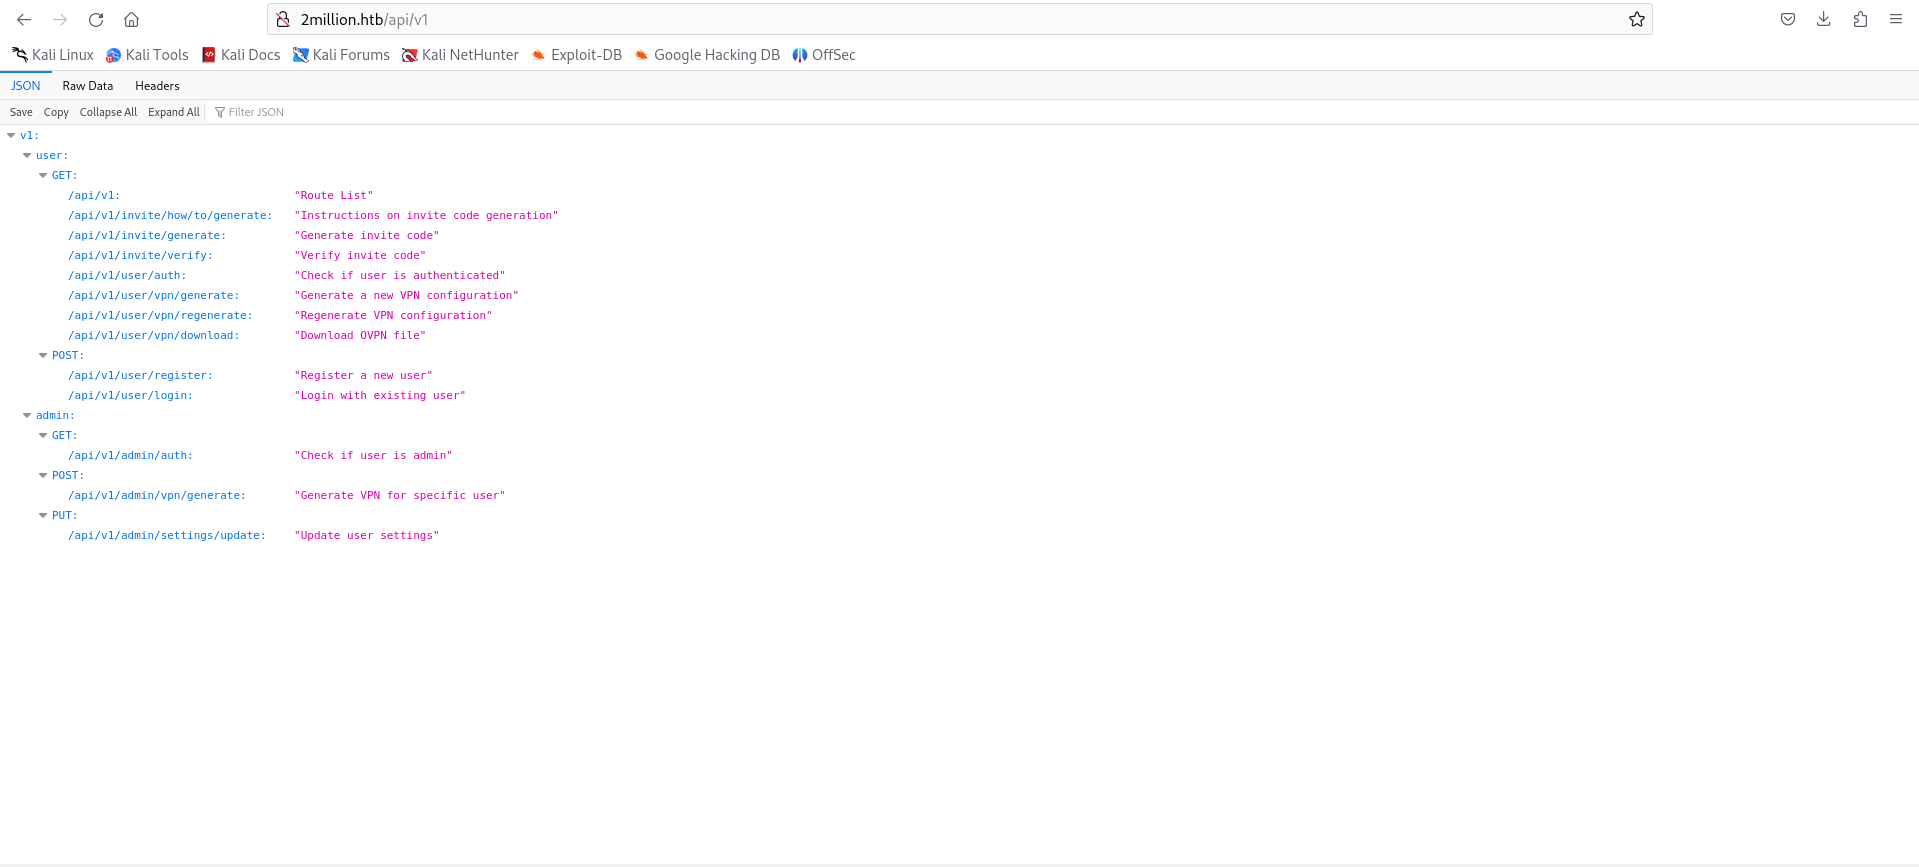 2million.htb/api/v1
Kali Linux Kali Tools Kali Docs Kali Forums Kali NetHunter Exploit-DB Google Hacking DB OffSec
JSON Raw Data Headers
Save Copy Collapse All Expand All Filter JSON
v1:
user:
GET:
/api/v1: "Route List"
/api/v1/invite/how/to/generate: "Instructions on invite code generation"
/api/v1/invite/generate: "Generate invite code"
/api/v1/invite/verify: "Verify invite code"
/api/v1/user/auth: "Check if user is authenticated"
/api/v1/user/vpn/generate: "Generate a new VPN configuration"
/api/v1/user/vpn/regenerate: "Regenerate VPN configuration"
/api/v1/user/vpn/download: "Download OVPN file"
POST:
/api/v1/user/register: "Register a new user"
/api/v1/user/login: "Login with existing user"
admin:
GET:
/api/v1/admin/auth: "Check if user is admin"
POST:
/api/v1/admin/vpn/generate: "Generate VPN for specific user"
PUT:
/api/v1/admin/settings/update: "Update user settings"